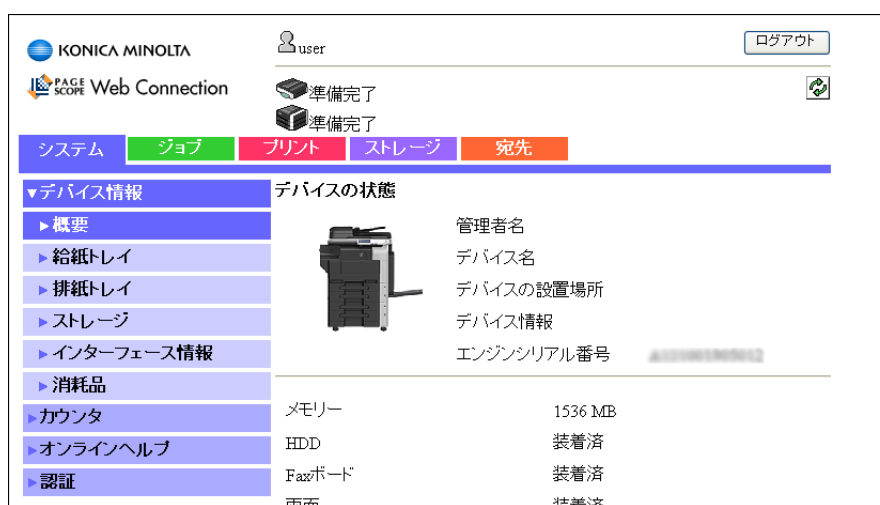 KONICA MINOLTA
user
ログアウト
PAGE SCOPE Web Connection
準備完了
準備完了
システム ジョブ プリント ストレージ 宛先
▼デバイス情報
▶概要
▶給紙トレイ
▶排紙トレイ
▶ストレージ
▶インターフェース情報
▶消耗品
▶カウンタ
▶オンラインヘルプ
▶認証
デバイスの状態
管理者名
デバイス名
デバイスの設置場所
デバイス情報
エンジンシリアル番号
メモリー 1536 MB
HDD 装着済
Faxボード 装着済